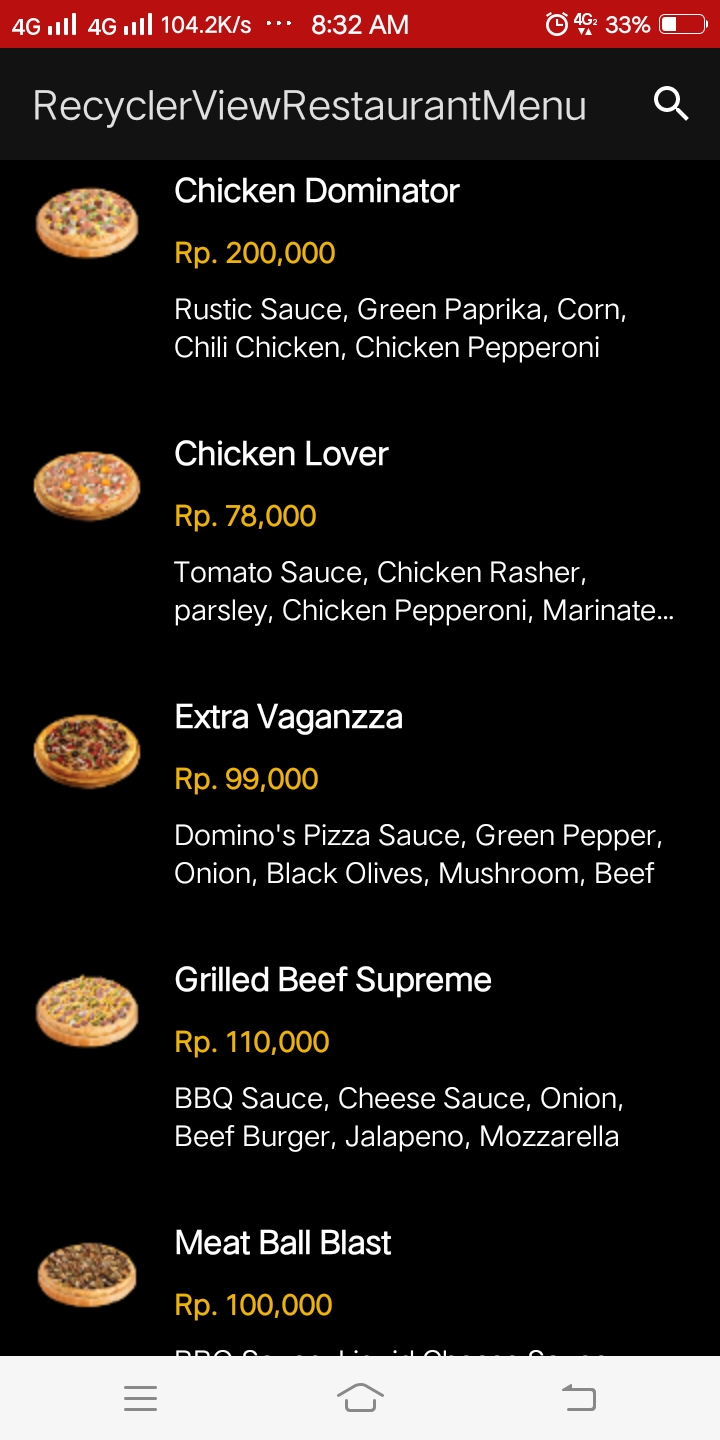 4G 4G 104.2K/s ... 8:32 AM 4G2 33%
RecyclerViewRestaurantMenu
Chicken Dominator
Rp. 200,000
Rustic Sauce, Green Paprika, Corn,
Chili Chicken, Chicken Pepperoni
Chicken Lover
Rp. 78,000
Tomato Sauce, Chicken Rasher,
parsley, Chicken Pepperoni, Marinate...
Extra Vaganzza
Rp. 99,000
Domino's Pizza Sauce, Green Pepper,
Onion, Black Olives, Mushroom, Beef
Grilled Beef Supreme
Rp. 110,000
BBQ Sauce, Cheese Sauce, Onion,
Beef Burger, Jalapeno, Mozzarella
Meat Ball Blast
Rp. 100,000